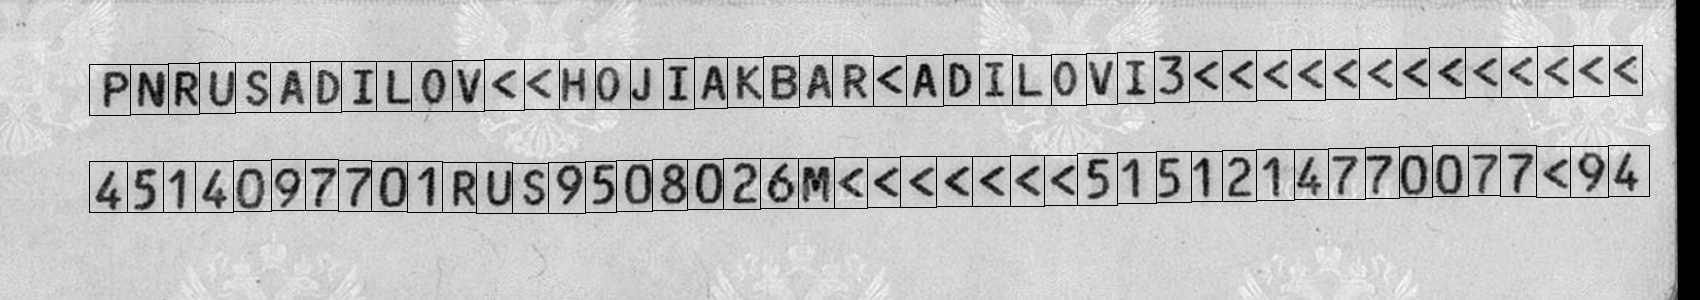 PNRUSADILOV<<HOJIAKBAR<ADILOVI3<<<<<<<<<<<<<
4514097701RUS9508026M<<<<<<<5151214770077<94